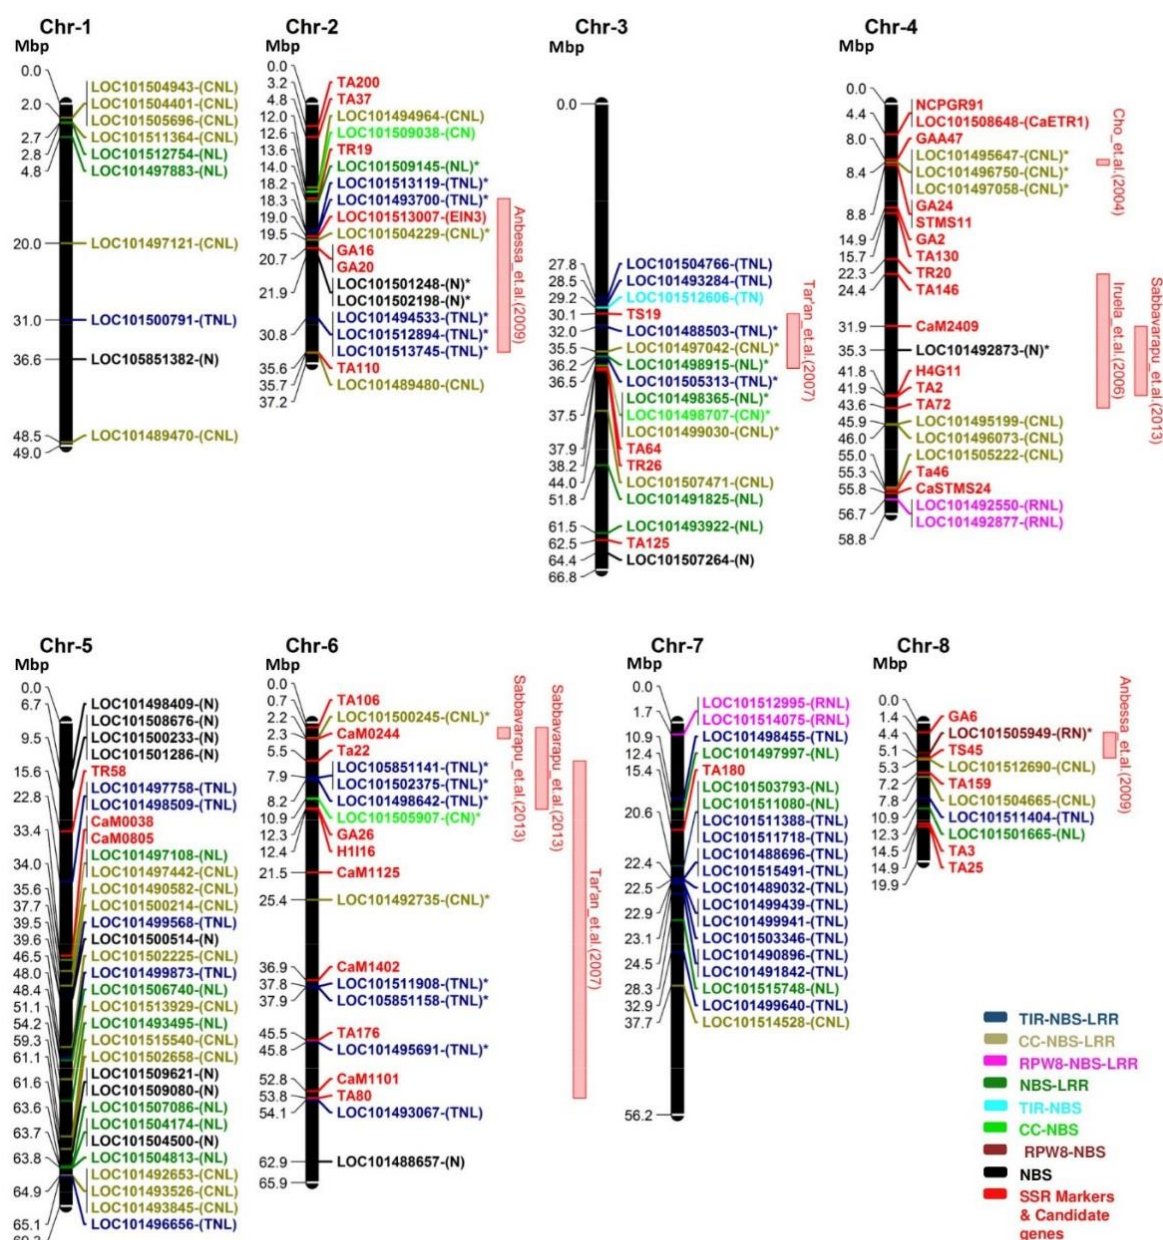 Chr-1
Mbp
0.0
LOC101504943-(CNL)
2.0
LOC101504401-(CNL)
LOC101505696-(CNL)
2.7
LOC101511364-(CNL)
2.8
LOC101512754-(NL)
4.8
LOC101497883-(NL)
20.0
LOC101497121-(CNL)
31.0
LOC101500791-(TNL)
36.6
LOC105851382-(N)
48.5
LOC101489470-(CNL)
49.0
Chr-2
Mbp
0.0
3.2
TA200
4.8
TA37
12.0
LOC101494964-(CNL)
12.6
LOC101509038-(CN)
13.6
TR19
14.0
LOC101509145-(NL)*
18.2
LOC101513119-(TNL)*
18.3
LOC101493700-(TNL)*
19.0
LOC101513007-(EIN3)
19.5
LOC101504229-(CNL)*
20.7
GA16
GA20
21.9
LOC101501248-(N)*
LOC101502198-(N)*
LOC101494533-(TNL)*
30.8
LOC101512894-(TNL)*
LOC101513745-(TNL)*
35.6
TA110
35.7
LOC101489480-(CNL)
37.2
Anbessa_et.al.(2009)
Chr-3
Mbp
0.0
27.8
LOC101504766-(TNL)
28.5
LOC101493284-(TNL)
29.2
LOC101512606-(TN)
30.1
TS19
32.0
LOC101488503-(TNL)*
35.5
LOC101497042-(CNL)*
36.2
LOC101498915-(NL)*
36.5
LOC101505313-(TNL)*
LOC101498365-(NL)*
37.5
LOC101498707-(CN)*
LOC101499030-(CNL)*
37.9
TA64
38.2
TR26
44.0
LOC101507471-(CNL)
51.8
LOC101491825-(NL)
61.5
LOC101493922-(NL)
62.5
TA125
64.4
LOC101507264-(N)
66.8
Tar'an_et.al.(2007)
Chr-4
Mbp
0.0
NCPGR91
4.4
LOC101508648-(CaETR1)
8.0
GAA47
LOC101495647-(CNL)*
8.4
LOC101496750-(CNL)*
LOC101497058-(CNL)*
8.8
GA24
STMS11
14.9
GA2
15.7
TA130
22.3
TR20
24.4
TA146
31.9
CaM2409
35.3
LOC101492873-(N)*
41.8
H4G11
41.9
TA2
43.6
TA72
45.9
LOC101495199-(CNL)
46.0
LOC101496073-(CNL)
55.0
LOC101505222-(CNL)
55.3
Ta46
55.8
CaSTMS24
56.7
LOC101492550-(RNL)
LOC101492877-(RNL)
58.8
Cho_et.al.(2004)
Iruela_et.al.(2006)
Sabbavarapu_et.al.(2013)
Chr-5
Mbp
0.0
6.7
LOC101498409-(N)
LOC101508676-(N)
9.5
LOC101500233-(N)
LOC101501286-(N)
15.6
TR58
22.8
LOC101497758-(TNL)
LOC101498509-(TNL)
33.4
CaM0038
CaM0805
34.0
LOC101497108-(NL)
LOC101497442-(CNL)
35.6
LOC101490582-(CNL)
37.7
LOC101500214-(CNL)
39.5
LOC101499568-(TNL)
39.6
LOC101500514-(N)
46.5
LOC101502225-(CNL)
48.0
LOC101499873-(TNL)
48.4
LOC101506740-(NL)
51.1
LOC101513929-(CNL)
54.2
LOC101493495-(NL)
59.3
LOC101515540-(CNL)
61.1
LOC101502658-(CNL)
LOC101509621-(N)
61.6
LOC101509080-(N)
63.6
LOC101507086-(NL)
63.7
LOC101504174-(NL)
LOC101504500-(N)
63.8
LOC101504813-(NL)
LOC101492653-(CNL)
64.9
LOC101493526-(CNL)
LOC101493845-(CNL)
65.1
LOC101496656-(TNL)
Chr-6
Mbp
0.0
0.7
TA106
2.2
LOC101500245-(CNL)*
2.3
CaM0244
5.5
Ta22
LOC105851141-(TNL)*
7.9
LOC101502375-(TNL)*
8.2
LOC101498642-(TNL)*
10.9
LOC101505907-(CN)*
12.3
GA26
12.4
H1I16
21.5
CaM1125
25.4
LOC101492735-(CNL)*
36.9
CaM1402
37.8
LOC101511908-(TNL)*
37.9
LOC105851158-(TNL)*
45.5
TA176
45.8
LOC101495691-(TNL)*
52.8
CaM1101
53.8
TA80
54.1
LOC101493067-(TNL)
62.9
LOC101488657-(N)
65.9
Sabbavarapu_et.al.(2013)
Sabbavarapu_et.al.(2013)
Tar'an_et.al.(2007)
Chr-7
Mbp
0.0
LOC101512995-(RNL)
1.7
LOC101514075-(RNL)
10.9
LOC101498455-(TNL)
12.4
LOC101497997-(NL)
15.4
TA180
LOC101503793-(NL)
20.6
LOC101511080-(NL)
LOC101511388-(TNL)
LOC101511718-(TNL)
22.4
LOC101488696-(TNL)
LOC101515491-(TNL)
22.5
LOC101489032-(TNL)
22.9
LOC101499439-(TNL)
LOC101499941-(TNL)
23.1
LOC101503346-(TNL)
24.5
LOC101490896-(TNL)
LOC101491842-(TNL)
28.3
LOC101515748-(NL)
32.9
LOC101499640-(TNL)
37.7
LOC101514528-(CNL)
56.2
Chr-8
Mbp
0.0
1.4
GA6
4.4
LOC101505949-(RN)*
5.1
TS45
5.3
LOC101512690-(CNL)
7.2
TA159
7.8
LOC101504665-(CNL)
10.9
LOC101511404-(TNL)
12.3
LOC101501665-(NL)
14.5
TA3
14.9
TA25
19.9
Anbessa_et.al.(2009)
TIR-NBS-LRR
CC-NBS-LRR
RPW8-NBS-LRR
NBS-LRR
TIR-NBS
CC-NBS
RPW8-NBS
NBS
SSR Markers
& Candidate
genes